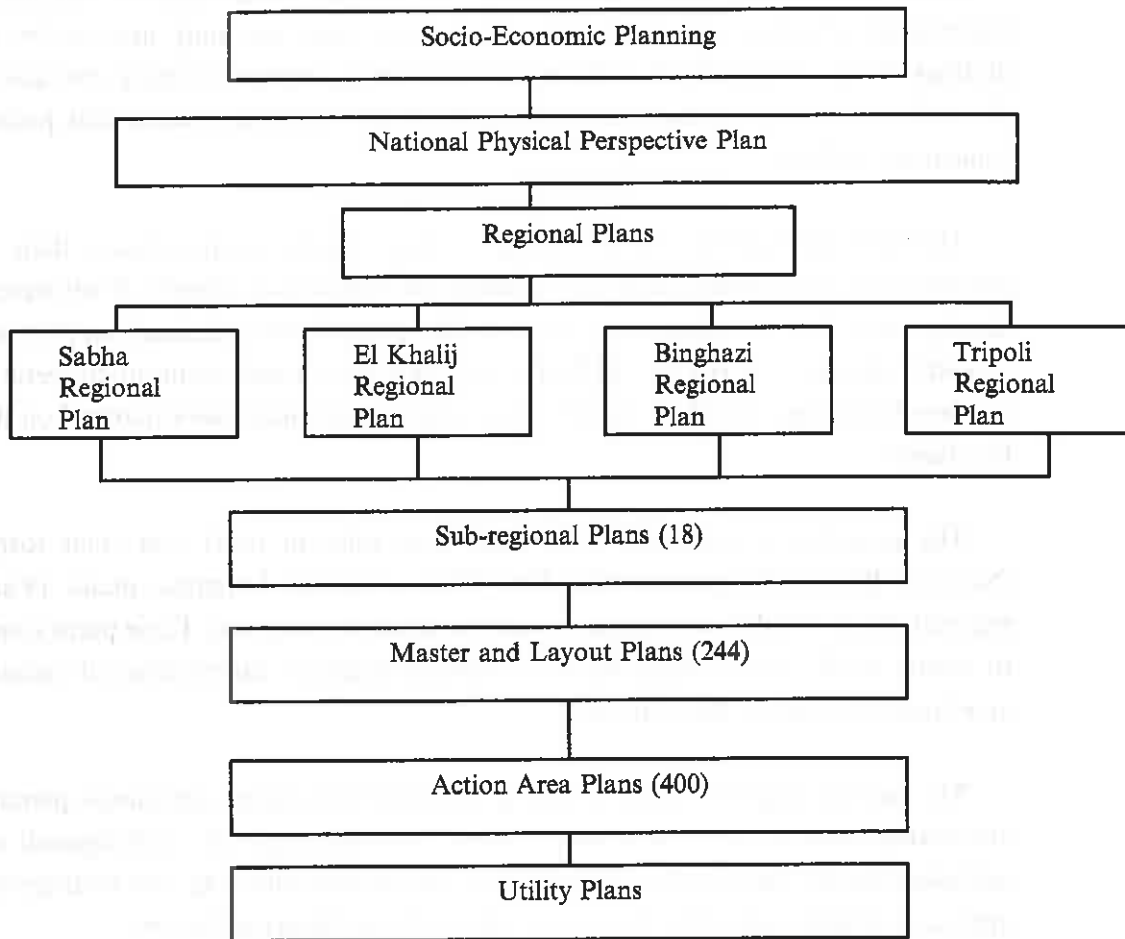 Socio-Economic Planning
National Physical Perspective Plan
Regional Plans
Sabha
Regional
Plan
El Khalij
Regional
Plan
Binghazi
Regional
Plan
Tripoli
Regional
Plan
Sub-regional Plans (18)
Master and Layout Plans (244)
Action Area Plans (400)
Utility Plans